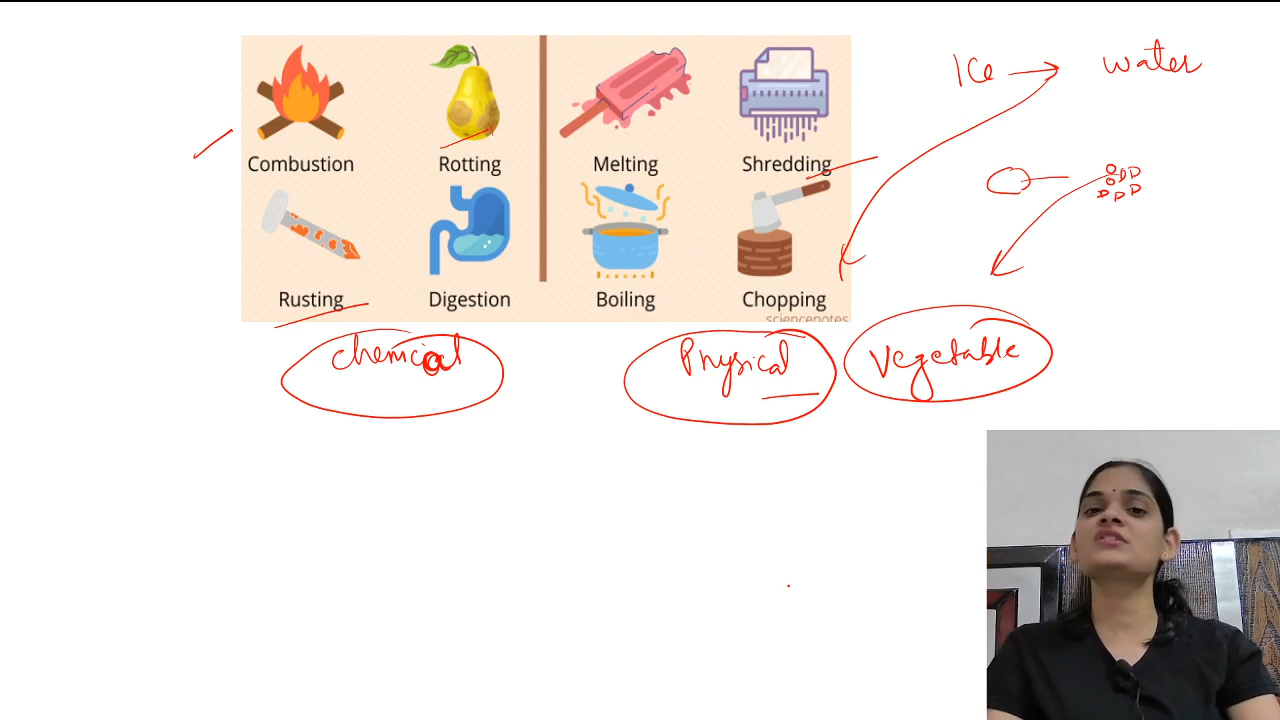 Ice → water
Combustion Rotting Melting Shredding
Rusting Digestion Boiling Chopping
sciencenotes
chemical Physical Vegetable